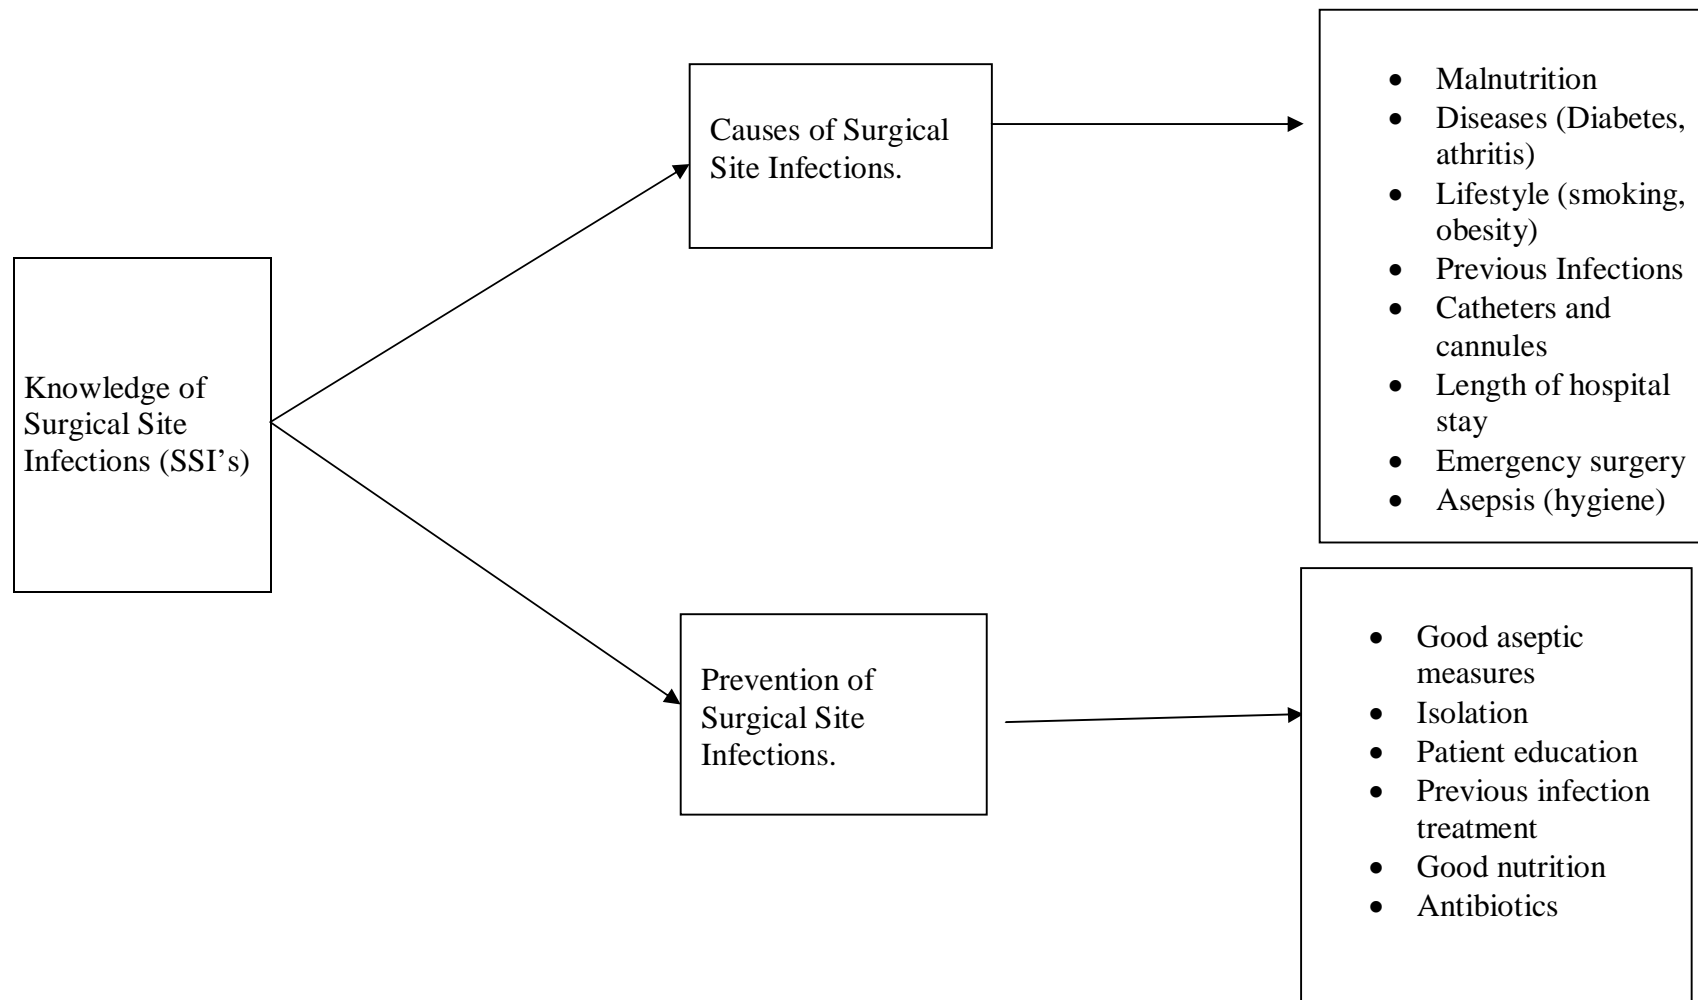 Knowledge of
Surgical Site
Infections (SSI’s)
Causes of Surgical
Site Infections.
• Malnutrition
• Diseases (Diabetes,
athritis)
• Lifestyle (smoking,
obesity)
• Previous Infections
• Catheters and
cannules
• Length of hospital
stay
• Emergency surgery
• Asepsis (hygiene)
Prevention of
Surgical Site
Infections.
• Good aseptic
measures
• Isolation
• Patient education
• Previous infection
treatment
• Good nutrition
• Antibiotics